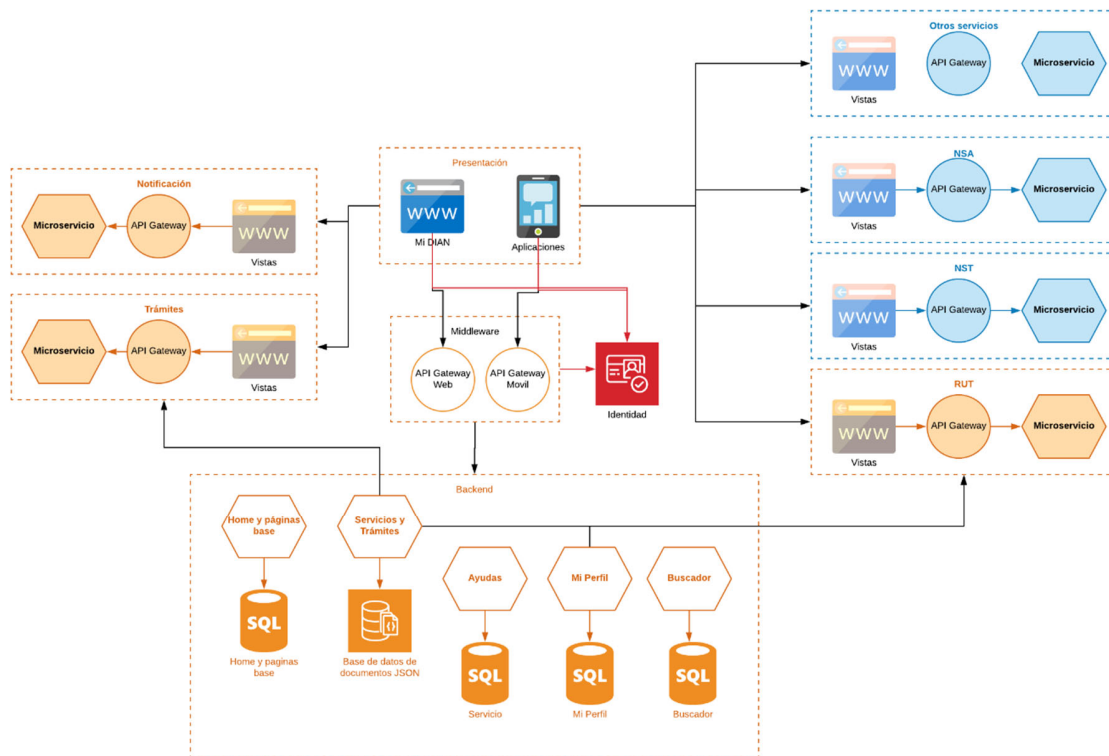 Otros servicios
WWW
API Gateway
Microservicio
Vistas
Presentación
WWW
Mi DIAN
Aplicaciones
NSA
WWW
API Gateway
Microservicio
Vistas
Notificación
Microservicio
API Gateway
WWW
Vistas
Trámites
Microservicio
API Gateway
WWW
Vistas
Middleware
API Gateway
Web
API Gateway
Movil
Identidad
NST
WWW
API Gateway
Microservicio
Vistas
RUT
WWW
API Gateway
Microservicio
Vistas
Backend
Home y páginas
base
Servicios y
Trámites
Ayudas
Mi Perfil
Buscador
SQL
Home y paginas
base
{}
Base de datos de
documentos JSON
SQL
Servicio
SQL
Mi Perfil
SQL
Buscador